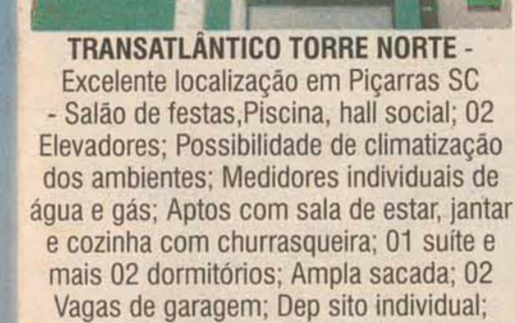 TRANSATLÂNTICO TORRE NORTE -
Excelente localização em Piçarras SC
- Salão de festas,Piscina, hall social; 02
Elevadores; Possibilidade de climatização
dos ambientes; Medidores individuais de
água e gás; Aptos com sala de estar, jantar
e cozinha com churrasqueira; 01 suíte e
mais 02 dormitórios; Ampla sacada; 02
Vagas de garagem; Dep sito individual;